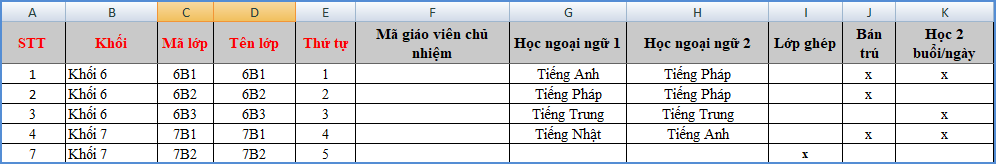 A B C D E F G H I J K
STT Khối Mã lớp Tên lớp Thứ tự Mã giáo viên chủ nhiệm Học ngoại ngữ 1 Học ngoại ngữ 2 Lớp ghép Bán trú Học 2 buổi/ngày
1 Khối 6 6B1 6B1 1 Tiếng Anh Tiếng Pháp x x
2 Khối 6 6B2 6B2 2 Tiếng Pháp Tiếng Pháp x
3 Khối 6 6B3 6B3 3 Tiếng Trung Tiếng Trung x
4 Khối 7 7B1 7B1 4 Tiếng Nhật Tiếng Anh x x
7 Khối 7 7B2 7B2 5 x